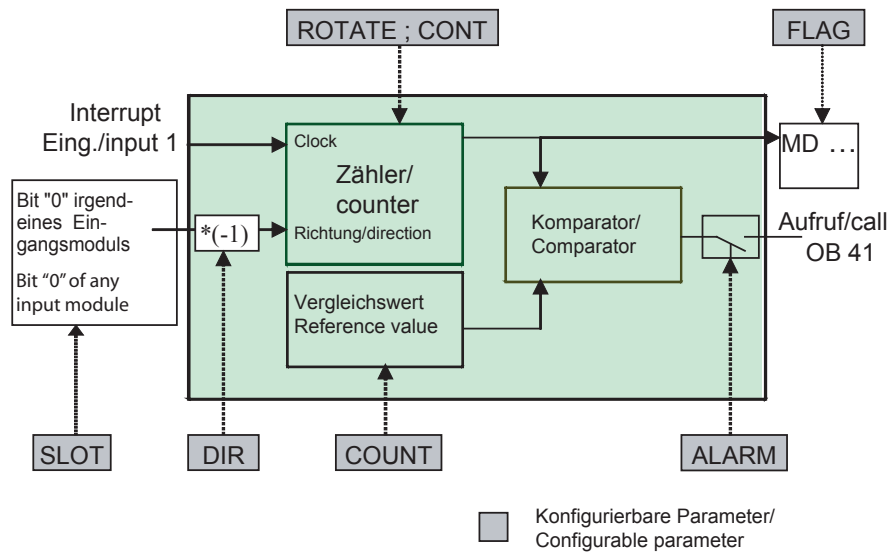 ROTATE ; CONT
FLAG
Interrupt
Eing./input 1
Clock
Zähler/
counter
Richtung/direction
MD …
Bit "0" irgend-
eines Ein-
gangsmoduls
Bit “0” of any
input module
*(-1)
Komparator/
Comparator
Aufruf/call
OB 41
Vergleichswert
Reference value
SLOT
DIR
COUNT
ALARM
Konfigurierbare Parameter/
Configurable parameter